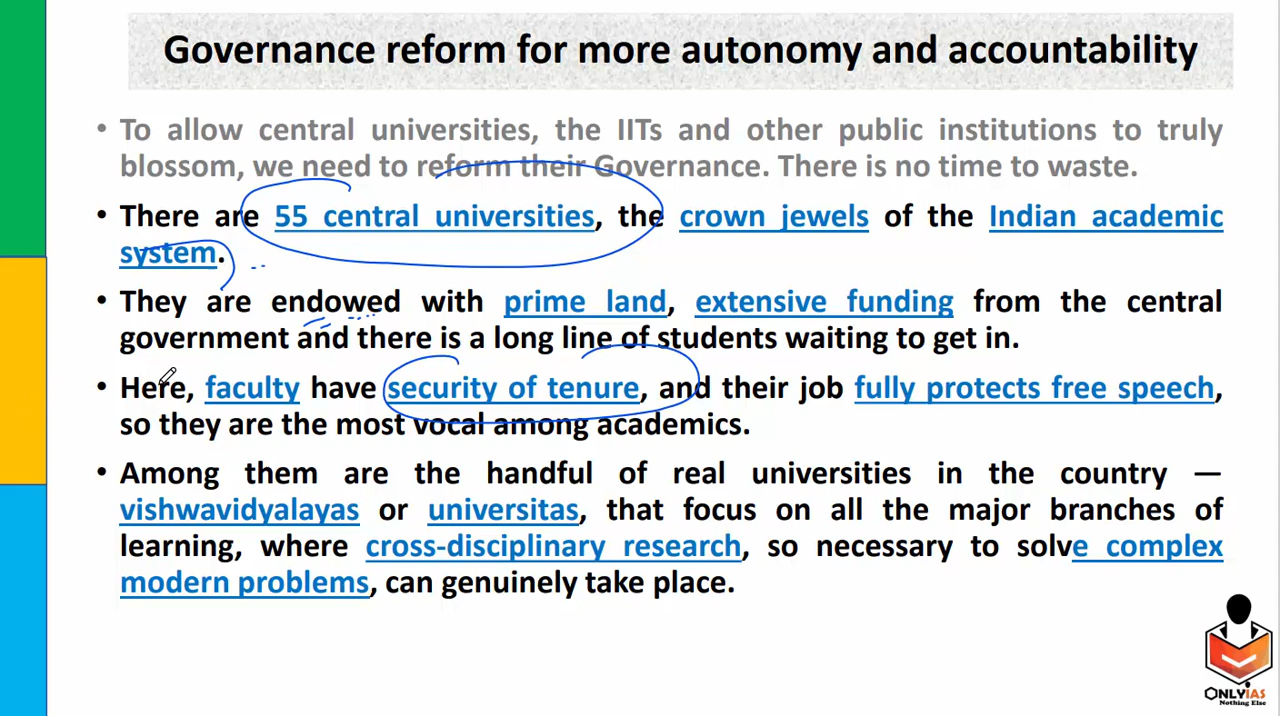 Governance reform for more autonomy and accountability
• To allow central universities, the IITs and other public institutions to truly
blossom, we need to reform their Governance. There is no time to waste.
• There are 55 central universities, the crown jewels of the Indian academic
system.
• They are endowed with prime land, extensive funding from the central
government and there is a long line of students waiting to get in.
• Here, faculty have security of tenure, and their job fully protects free speech,
so they are the most vocal among academics.
• Among them are the handful of real universities in the country —
vishwavidyalayas or universitas, that focus on all the major branches of
learning, where cross-disciplinary research, so necessary to solve complex
modern problems, can genuinely take place.
ONLYIAS
Nothing Else